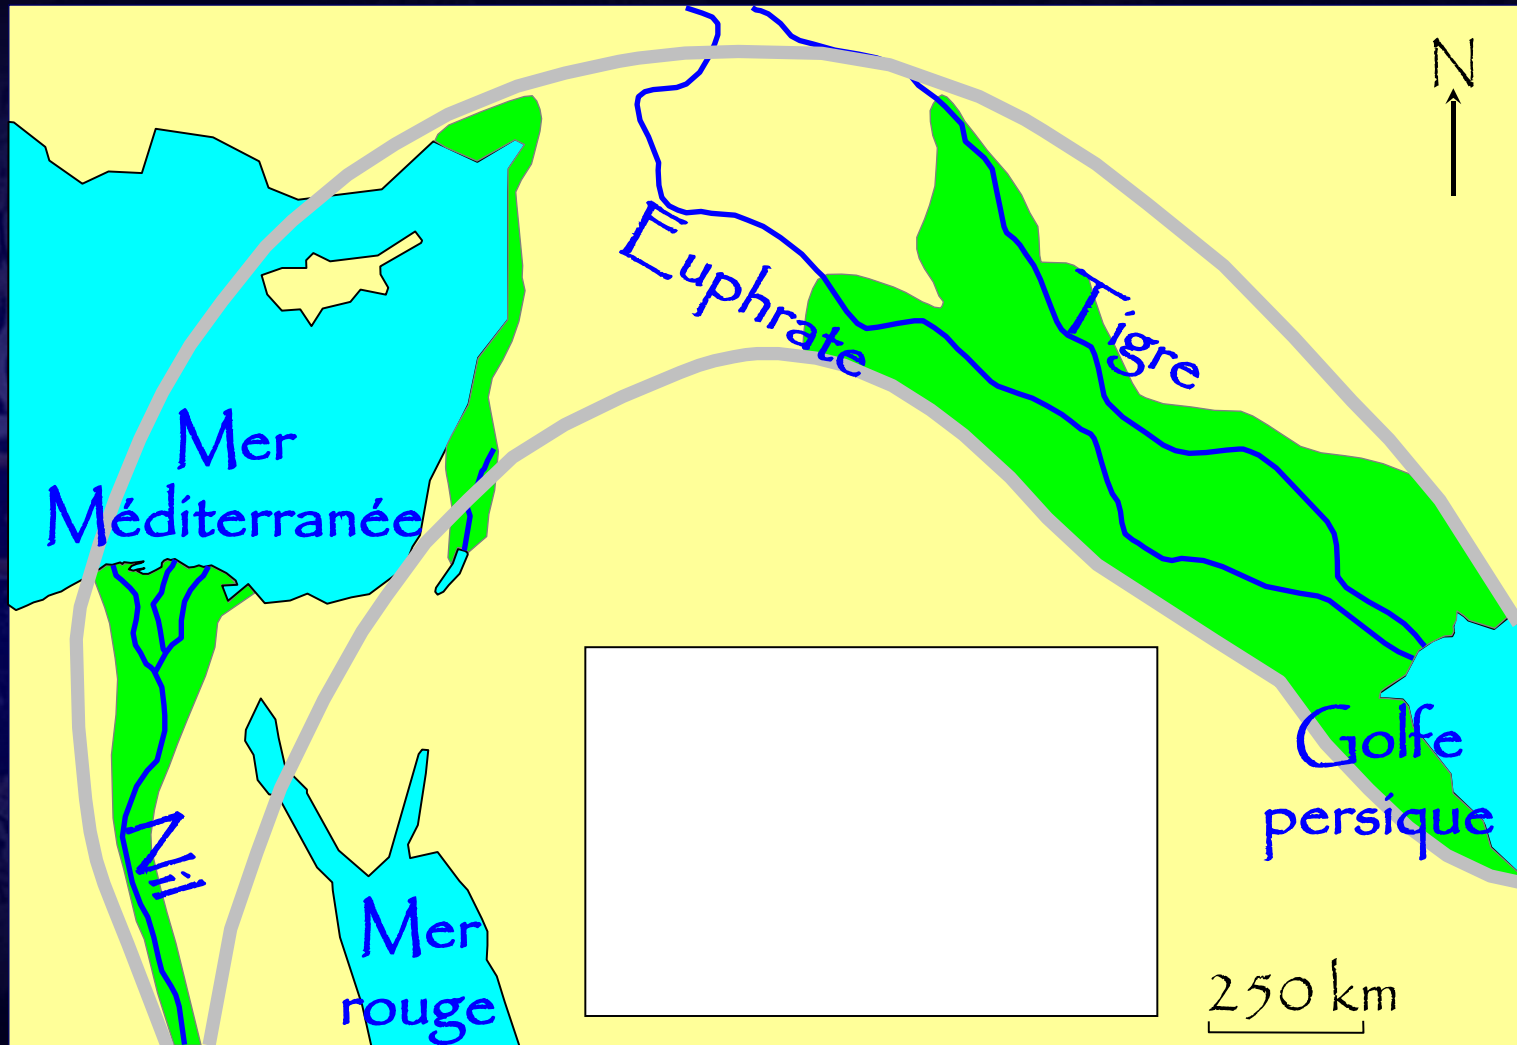 N
Euphrate
Tigre
Mer
Méditerranée
Golfe
persique
Nil
Mer
rouge
250 km